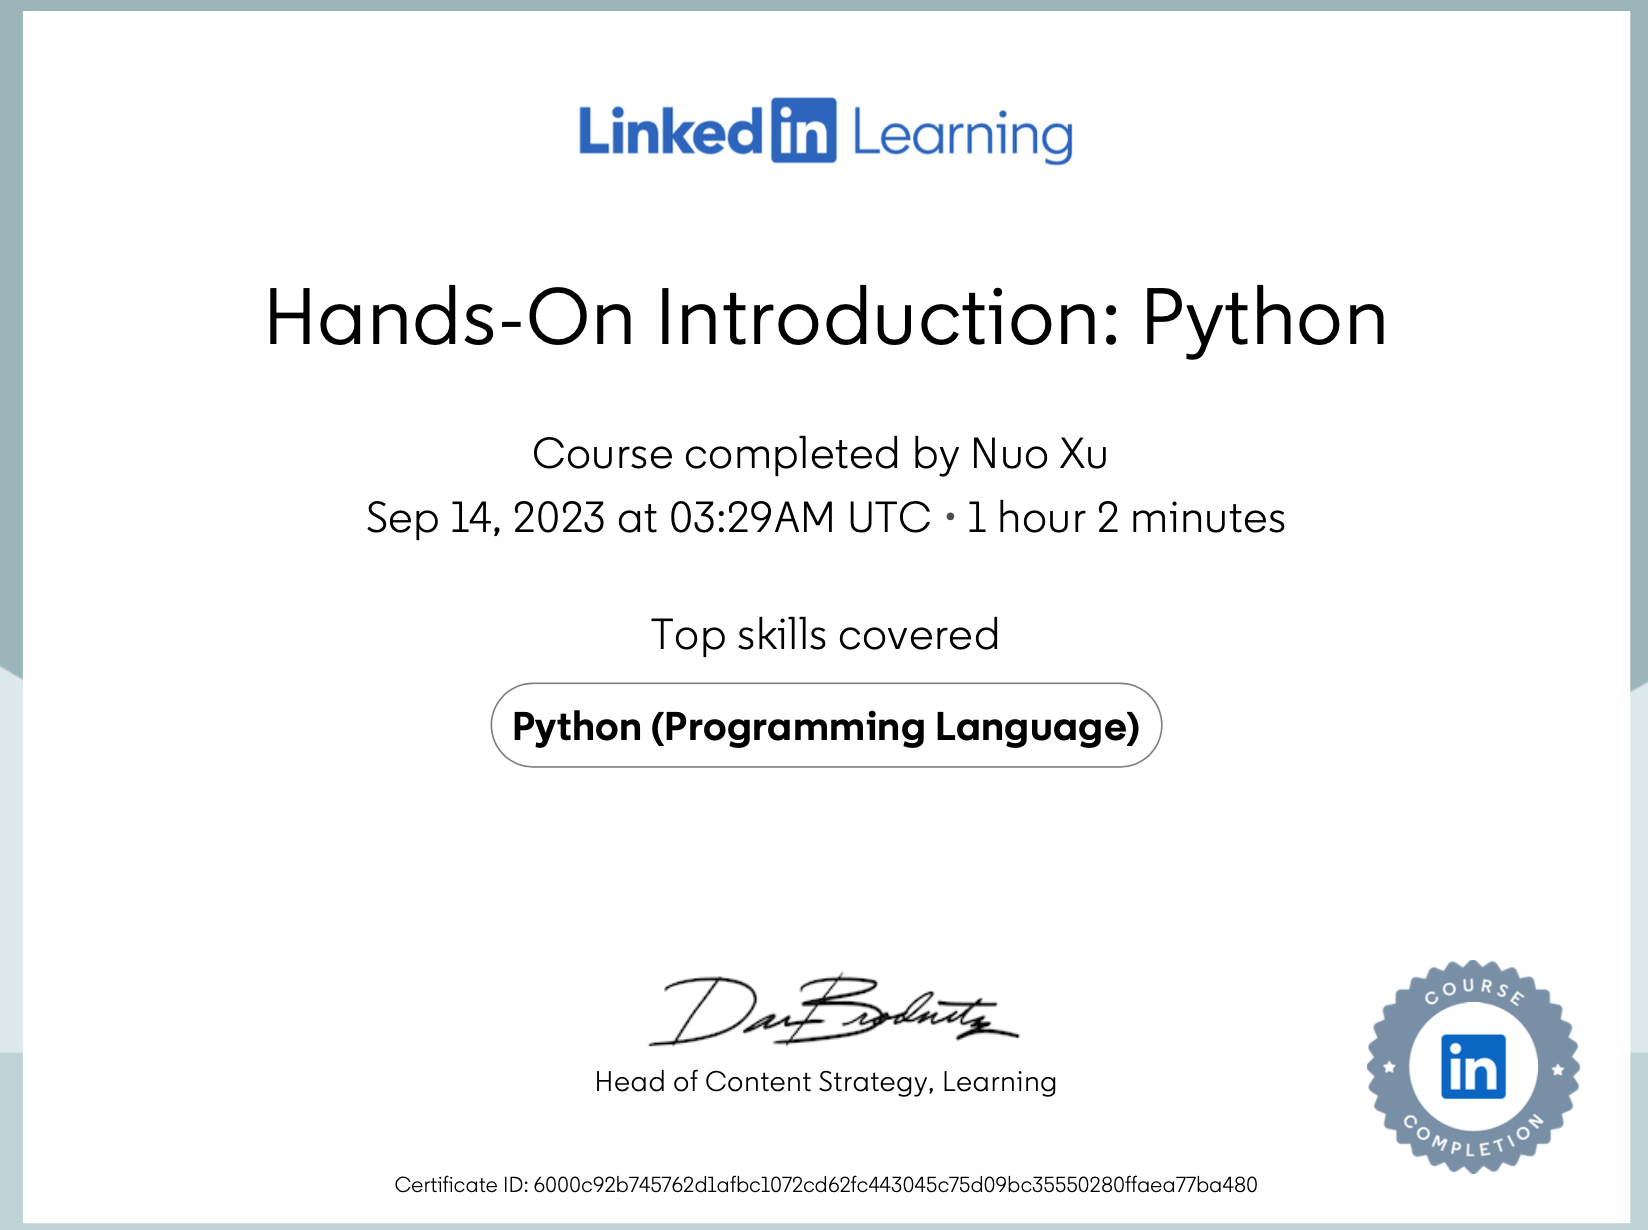 Linked in Learning
Hands-On Introduction: Python
Course completed by Nuo Xu
Sep 14, 2023 at 03:29AM UTC • 1 hour 2 minutes
Top skills covered
Python (Programming Language)
Dan Brodnitz
Head of Content Strategy, Learning
COURSE
in
COMPLETION
Certificate ID: 6000c92b745762d1afbc1072cd62fc443045c75d09bc35550280ffaea77ba480